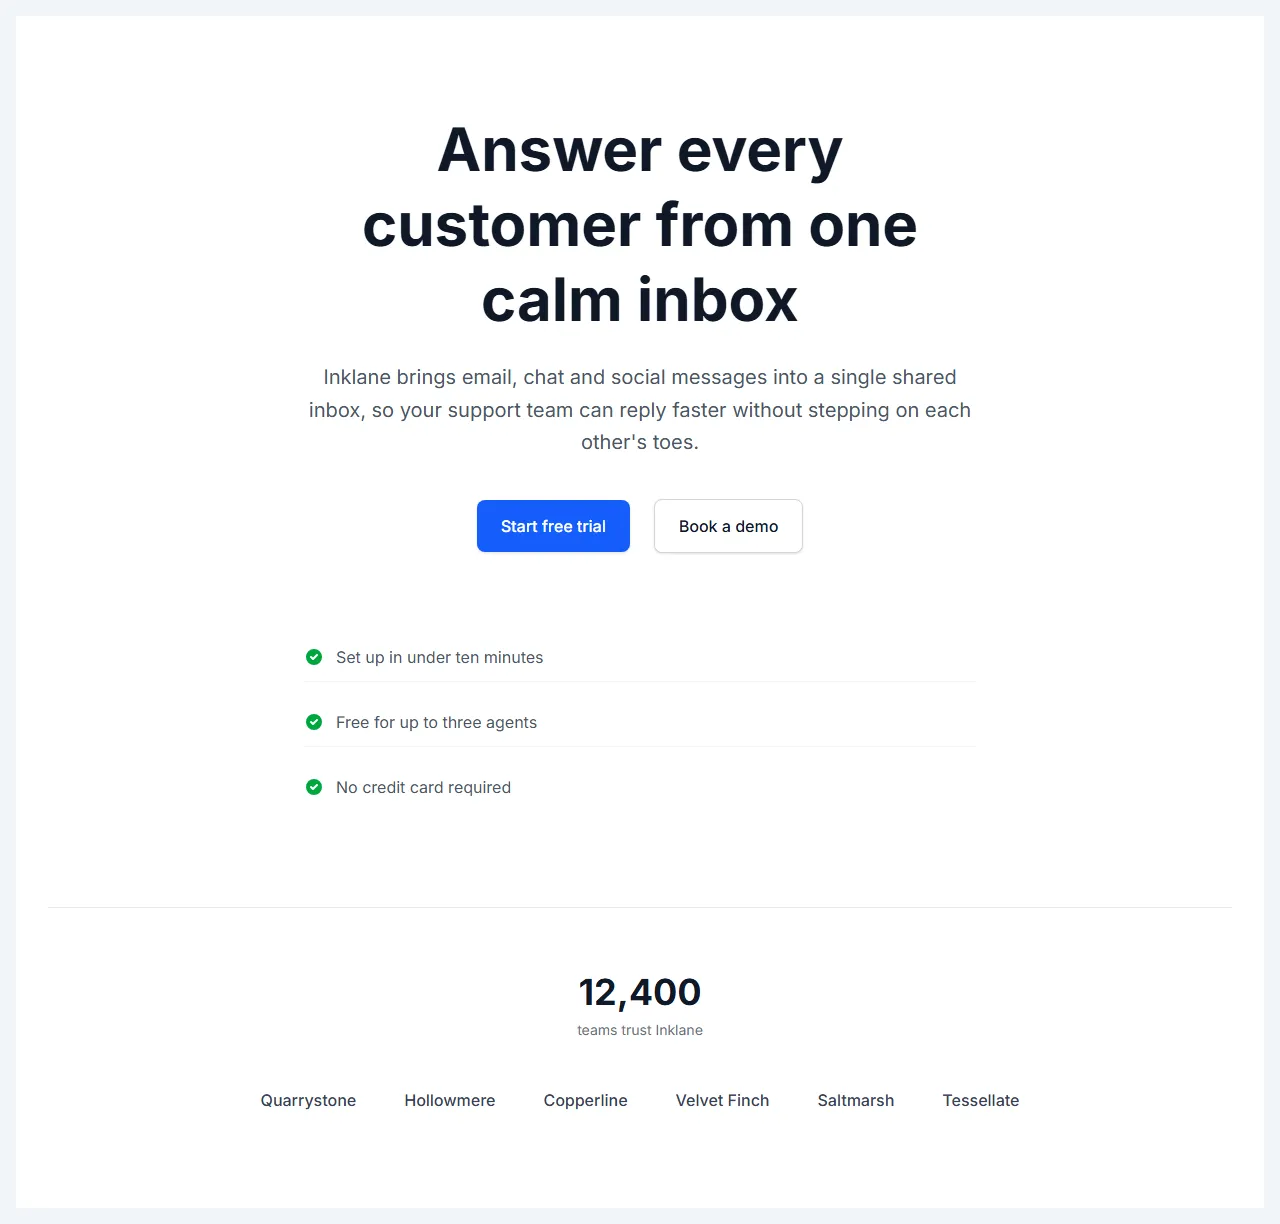 Answer every
customer from one
calm inbox
Inklane brings email, chat and social messages into a single shared
inbox, so your support team can reply faster without stepping on each
other's toes.
Start free trial
Book a demo
Set up in under ten minutes
Free for up to three agents
No credit card required
12,400
teams trust Inklane
Quarrystone Hollowmere Copperline Velvet Finch Saltmarsh Tessellate